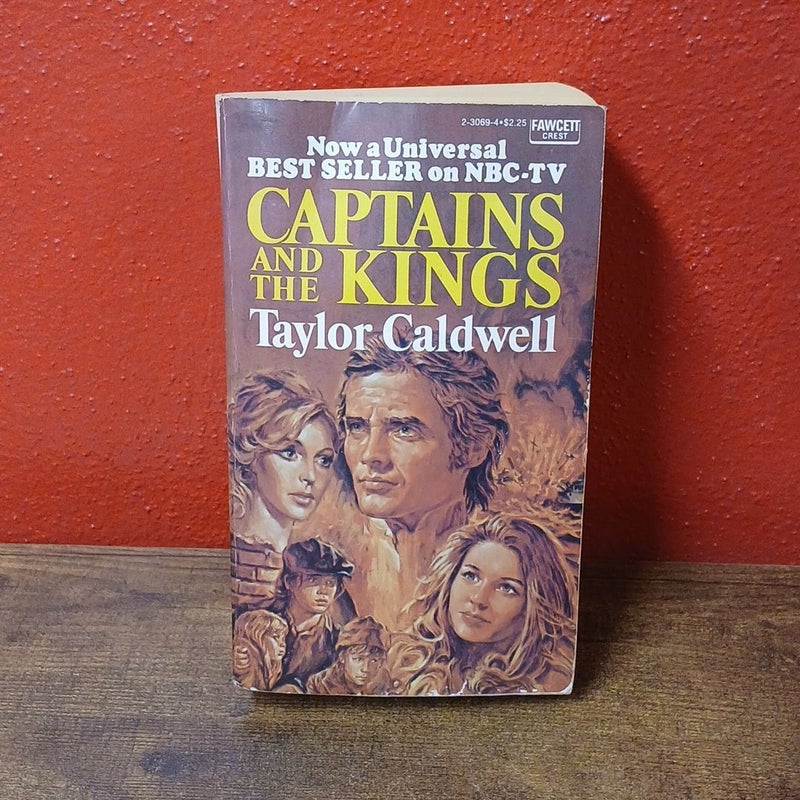 2-3069-4•$2.25
FAWCETT
CREST
Now a Universal
BEST SELLER on NBC-TV
CAPTAINS
AND
THE
KINGS
Taylor Caldwell